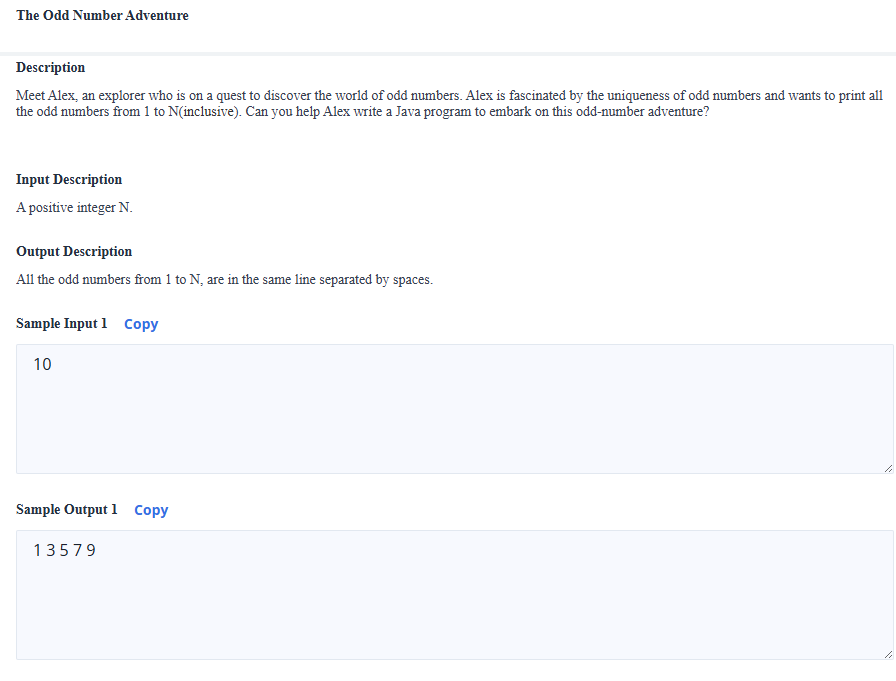 The Odd Number Adventure
Description
Meet Alex, an explorer who is on a quest to discover the world of odd numbers. Alex is fascinated by the uniqueness of odd numbers and wants to print all
the odd numbers from 1 to N(inclusive). Can you help Alex write a Java program to embark on this odd-number adventure?
Input Description
A positive integer N.
Output Description
All the odd numbers from 1 to N, are in the same line separated by spaces.
Sample Input 1 Copy
10
Sample Output 1 Copy
1 3 5 7 9